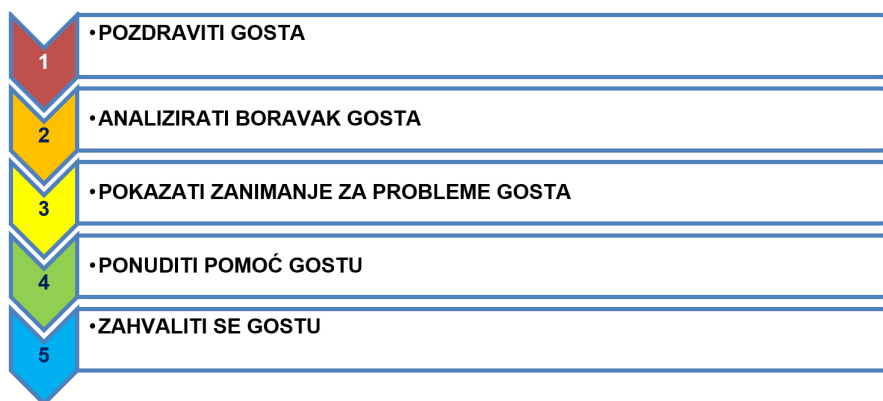 1
•POZDRAVITI GOSTA
2
•ANALIZIRATI BORAVAK GOSTA
3
•POKAZATI ZANIMANJE ZA PROBLEME GOSTA
4
•PONUDITI POMOĆ GOSTU
5
•ZAHVALITI SE GOSTU